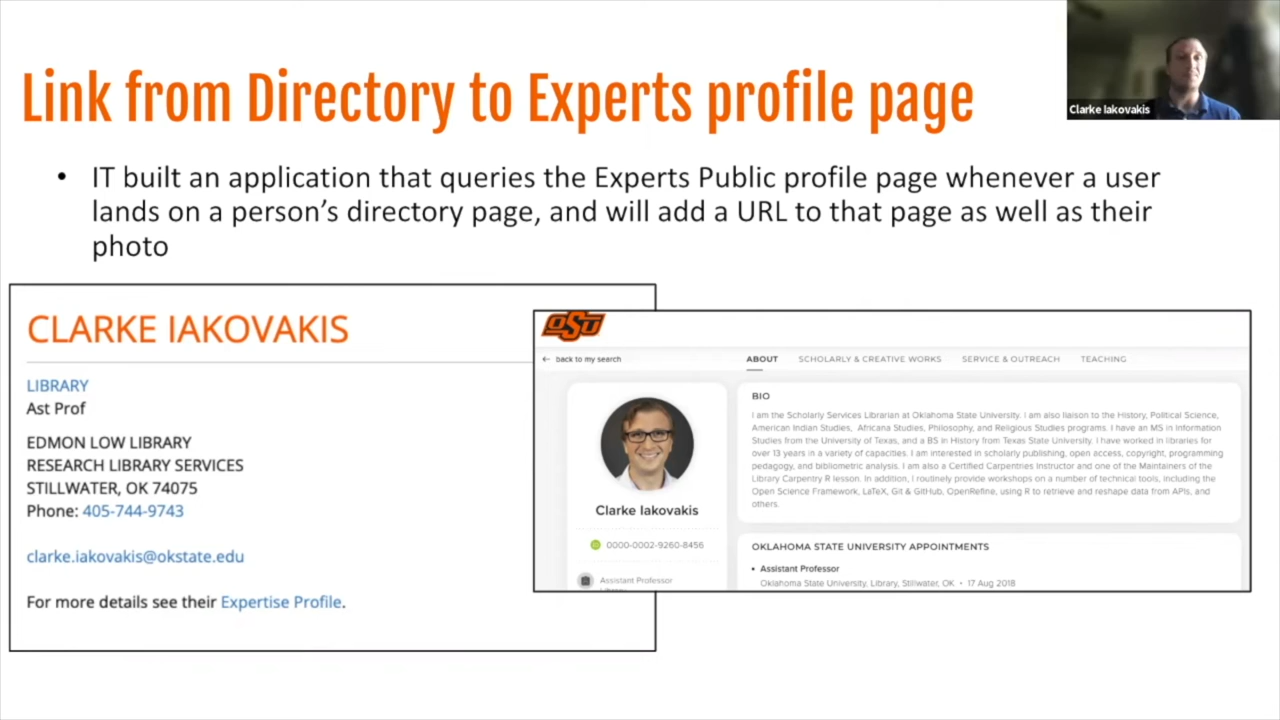 Link from Directory to Experts profile page
Clarke Iakovakis
• IT built an application that queries the Experts Public profile page whenever a user
lands on a person's directory page, and will add a URL to that page as well as their
photo
CLARKE IAKOVAKIS
LIBRARY
Ast Prof
EDMON LOW LIBRARY
RESEARCH LIBRARY SERVICES
STILLWATER, OK 74075
Phone: 405-744-9743
clarke.iakovakis@okstate.edu
For more details see their Expertise Profile.
OSU
← back to my search
ABOUT SCHOLARLY & CREATIVE WORKS SERVICE & OUTREACH TEACHING
Clarke Iakovakis
0000-0002-9260-8456
Assistant Professor
Library
BIO
I am the Scholarly Services Librarian at Oklahoma State University. I am also liaison to the History, Political Science,
American Indian Studies, Africana Studies, Philosophy, and Religious Studies programs. I have an MS in Information
Studies from the University of Texas, and a BS in History from Texas State University. I have worked in libraries for
over 13 years in a variety of capacities. I am interested in scholarly publishing, open access, copyright, programming
pedagogy, and bibliometric analysis. I am also a Certified Carpentries Instructor and one of the Maintainers of the
Library Carpentry R lesson. In addition, I routinely provide workshops on a number of technical tools, including the
Open Science Framework, LaTeX, Git & GitHub, OpenRefine, using R to retrieve and reshape data from APIs, and
others.
OKLAHOMA STATE UNIVERSITY APPOINTMENTS
• Assistant Professor
Oklahoma State University, Library, Stillwater, OK • 17 Aug 2018